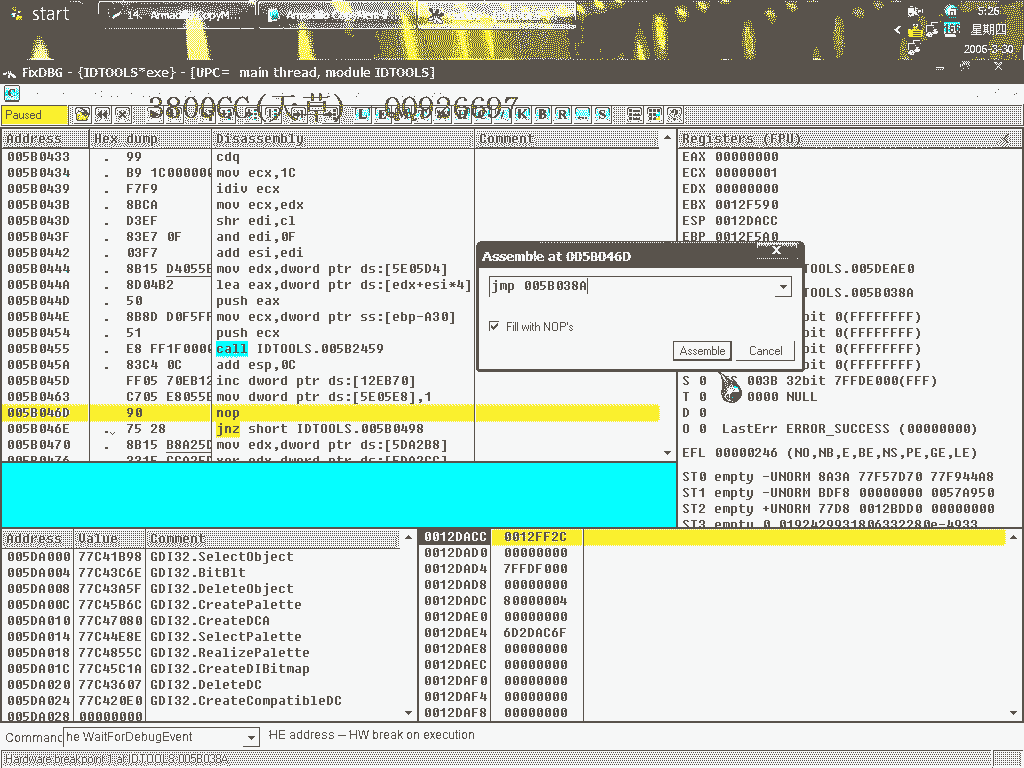 start
14. Armadillo CopyM...
Armadillo CopyMem-I...
5:26
星期四
2006-3-30
FixDBG - {IDTOOLS*exe} - [UPC= main thread, module IDTOOLS]
C
Paused
L E K B R ... S
Address Hex dump Disassembly Comment
005B0433 . 99 cdq
005B0434 . B9 1C000000 mov ecx,1C
005B0439 . F7F9 idiv ecx
005B043B . 8BCA mov ecx,edx
005B043D . D3EF shr edi,cl
005B043F . 83E7 0F and edi,0F
005B0442 . 03F7 add esi,edi
005B0444 . 8B15 D4055E mov edx,dword ptr ds:[5E05D4]
005B044A . 8D04B2 lea eax,dword ptr ds:[edx+esi*4]
005B044D . 50 push eax
005B044E . 8B8D D0F5FF mov ecx,dword ptr ss:[ebp-A30]
005B0454 . 51 push ecx
005B0455 . E8 FF1F0000 call IDTOOLS.005B2459
005B045A . 83C4 0C add esp,0C
005B045D FF05 70EB12 inc dword ptr ds:[12EB70]
005B0463 C705 E8055E mov dword ptr ds:[5E05E8],1
005B046D 90 nop
005B046E . 75 28 jnz short IDTOOLS.005B0498
005B0470 . 8B15 B8A25D mov edx,dword ptr ds:[5DA2B8]
Registers (FPU) <
EAX 00000000
ECX 00000001
EDX 00000000
EBX 0012F590
ESP 0012DACC
EBP 0012F5A0
TOOLS.005DEAE0
TOOLS.005B038A
bit 0(FFFFFFFF)
bit 0(FFFFFFFF)
bit 0(FFFFFFFF)
bit 0(FFFFFFFF)
S 0 003B 32bit 7FFDE000(FFF)
T 0 0000 NULL
D 0
O 0 LastErr ERROR_SUCCESS (00000000)
EFL 00000246 (NO,NB,E,BE,NS,PE,GE,LE)
ST0 empty -UNORM 8A3A 77F57D70 77F944A8
ST1 empty -UNORM BDF8 00000000 0057A950
ST2 empty +UNORM 77D8 0012BDD0 00000000
ST3 empty 0.0192429931806332280e-4933
Assemble at 005B046D
jmp 005B038A
Fill with NOP's
Assemble Cancel
Address Value Comment
005DA000 77C41B98 GDI32.SelectObject
005DA004 77C43C6E GDI32.BitBlt
005DA008 77C43A5F GDI32.DeleteObject
005DA00C 77C45B6C GDI32.CreatePalette
005DA010 77C47080 GDI32.CreateDCA
005DA014 77C44E8E GDI32.SelectPalette
005DA018 77C4855C GDI32.RealizePalette
005DA01C 77C45C1A GDI32.CreateDIBitmap
005DA020 77C43607 GDI32.DeleteDC
005DA024 77C420E0 GDI32.CreateCompatibleDC
005DA028 00000000
0012DACC 0012FF2C
0012DAD0 00000000
0012DAD4 7FFDF000
0012DAD8 00000000
0012DADC 80000004
0012DAE0 00000000
0012DAE4 6D2DAC6F
0012DAE8 00000000
0012DAEC 00000000
0012DAF0 00000000
0012DAF4 00000000
0012DAF8 00000000
Command he WaitForDebugEvent HE address -- HW break on execution
Hardware breakpoint 1 at IDTOOLS.005B038A